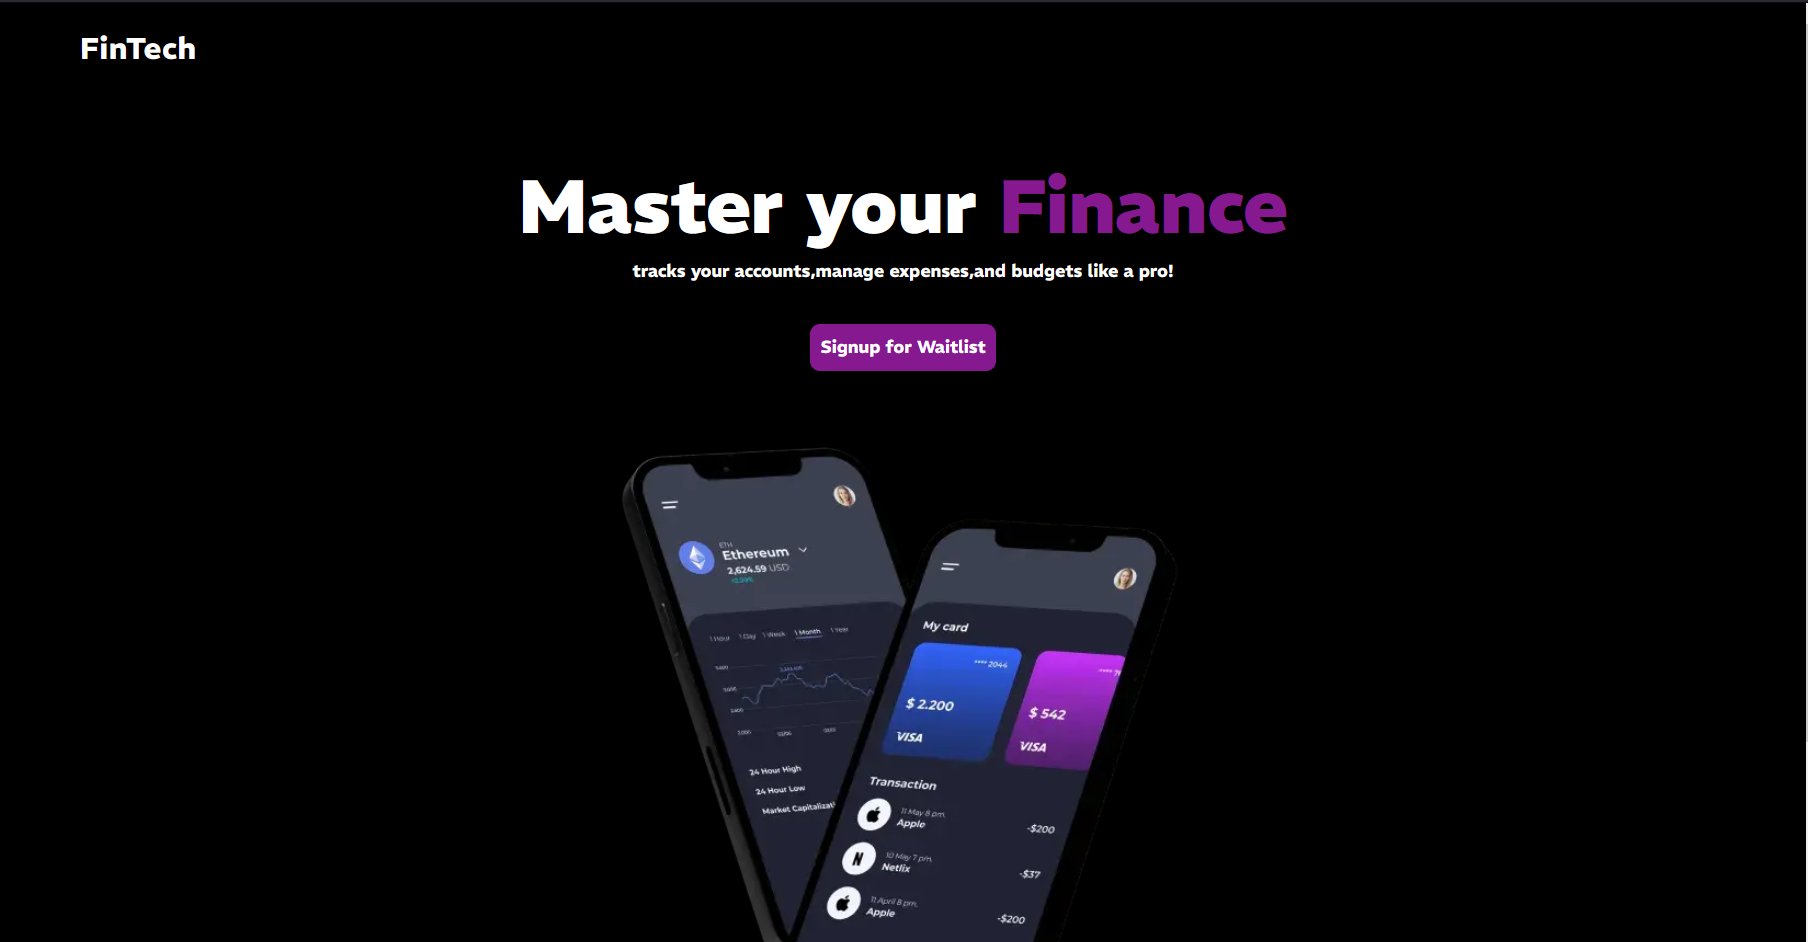 FinTech
Master your Finance
tracks your accounts,manage expenses,and budgets like a pro!
Signup for Waitlist
ETH
Ethereum
2,624.59 USD
1 Hour 1 Day 1 Week 1 Month 1 Year
24 Hour High
24 Hour Low
My card
**** 2044
$ 2.200
$ 542
VISA
VISA
Transaction
11 May 8 pm.
Apple
-$200
10 May 7 pm.
Netlix
-$37
11 April 8 pm.
Apple
-$200